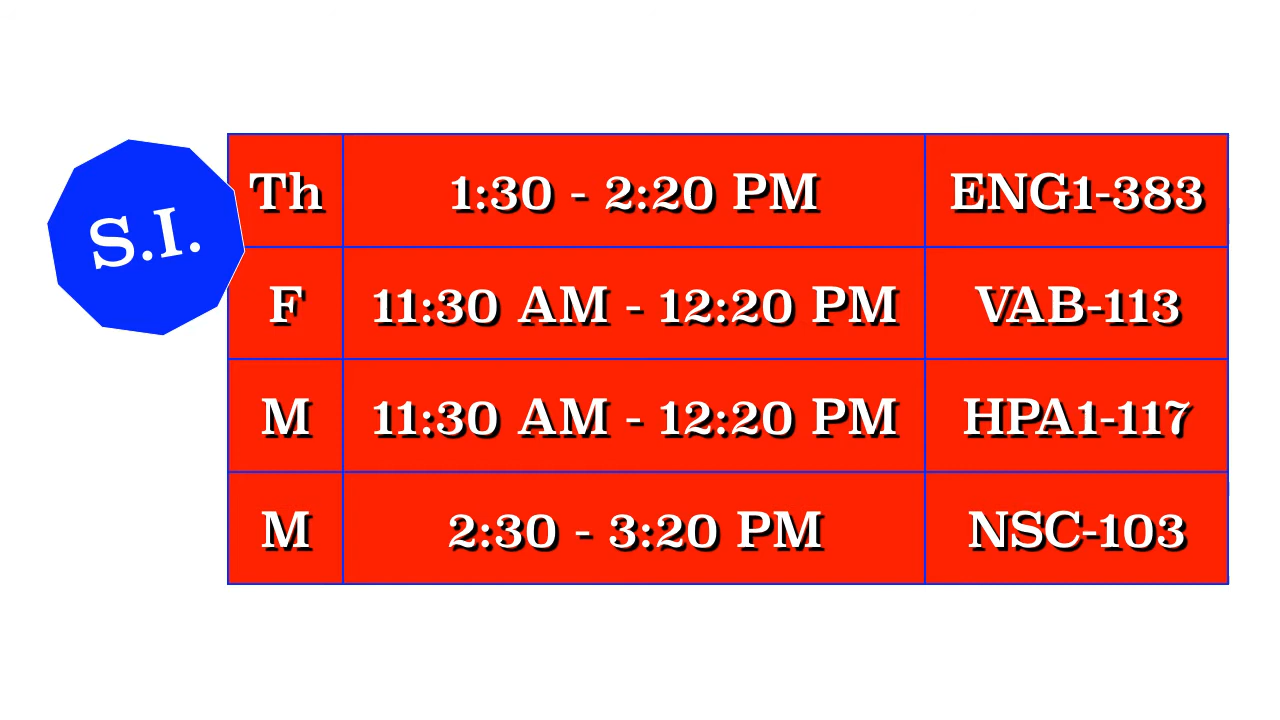 S.I.
Th 1:30 - 2:20 PM ENG1-383
F 11:30 AM - 12:20 PM VAB-113
M 11:30 AM - 12:20 PM HPA1-117
M 2:30 - 3:20 PM NSC-103